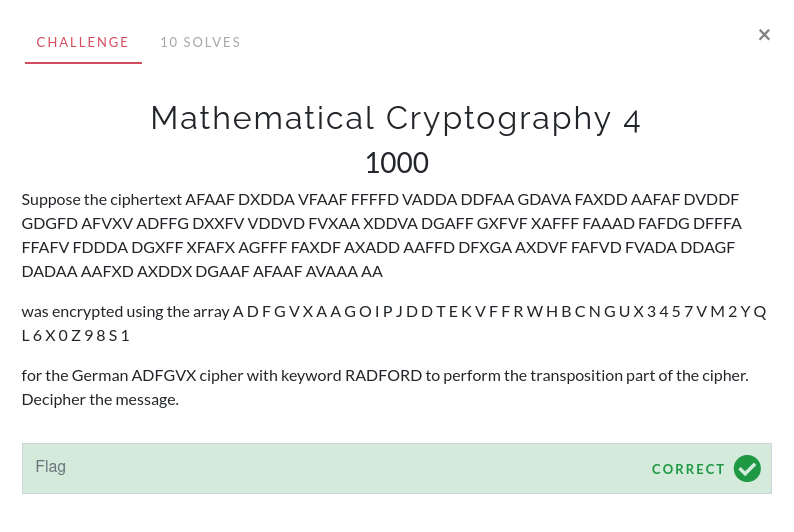 CHALLENGE 10 SOLVES ×
Mathematical Cryptography 4
1000
Suppose the ciphertext AFAAF DXDDA VFAAF FFFFD VADDA DDFAA GDAVA FAXDD AAFAF DVDDF
GDGFD AFVXV ADFFG DXXFV VDDVD FVXAA XDDVA DGAFF GXFVF XAFFF FAAAD FAFDG DFFFA
FFAFV FDDDA DGXFF XFAFX AGFFF FAXDF AXADD AAFFD DFXGA AXDVF FAFVD FVADA DDAGF
DADAA AAFXD AXDDX DGAAF AFAAF AVAAA AA
was encrypted using the array A D F G V X A A G O I P J D D T E K V F F R W H B C N G U X 3 4 5 7 V M 2 Y Q
L 6 X 0 Z 9 8 S 1
for the German ADFGVX cipher with keyword RADFORD to perform the transposition part of the cipher.
Decipher the message.
Flag CORRECT